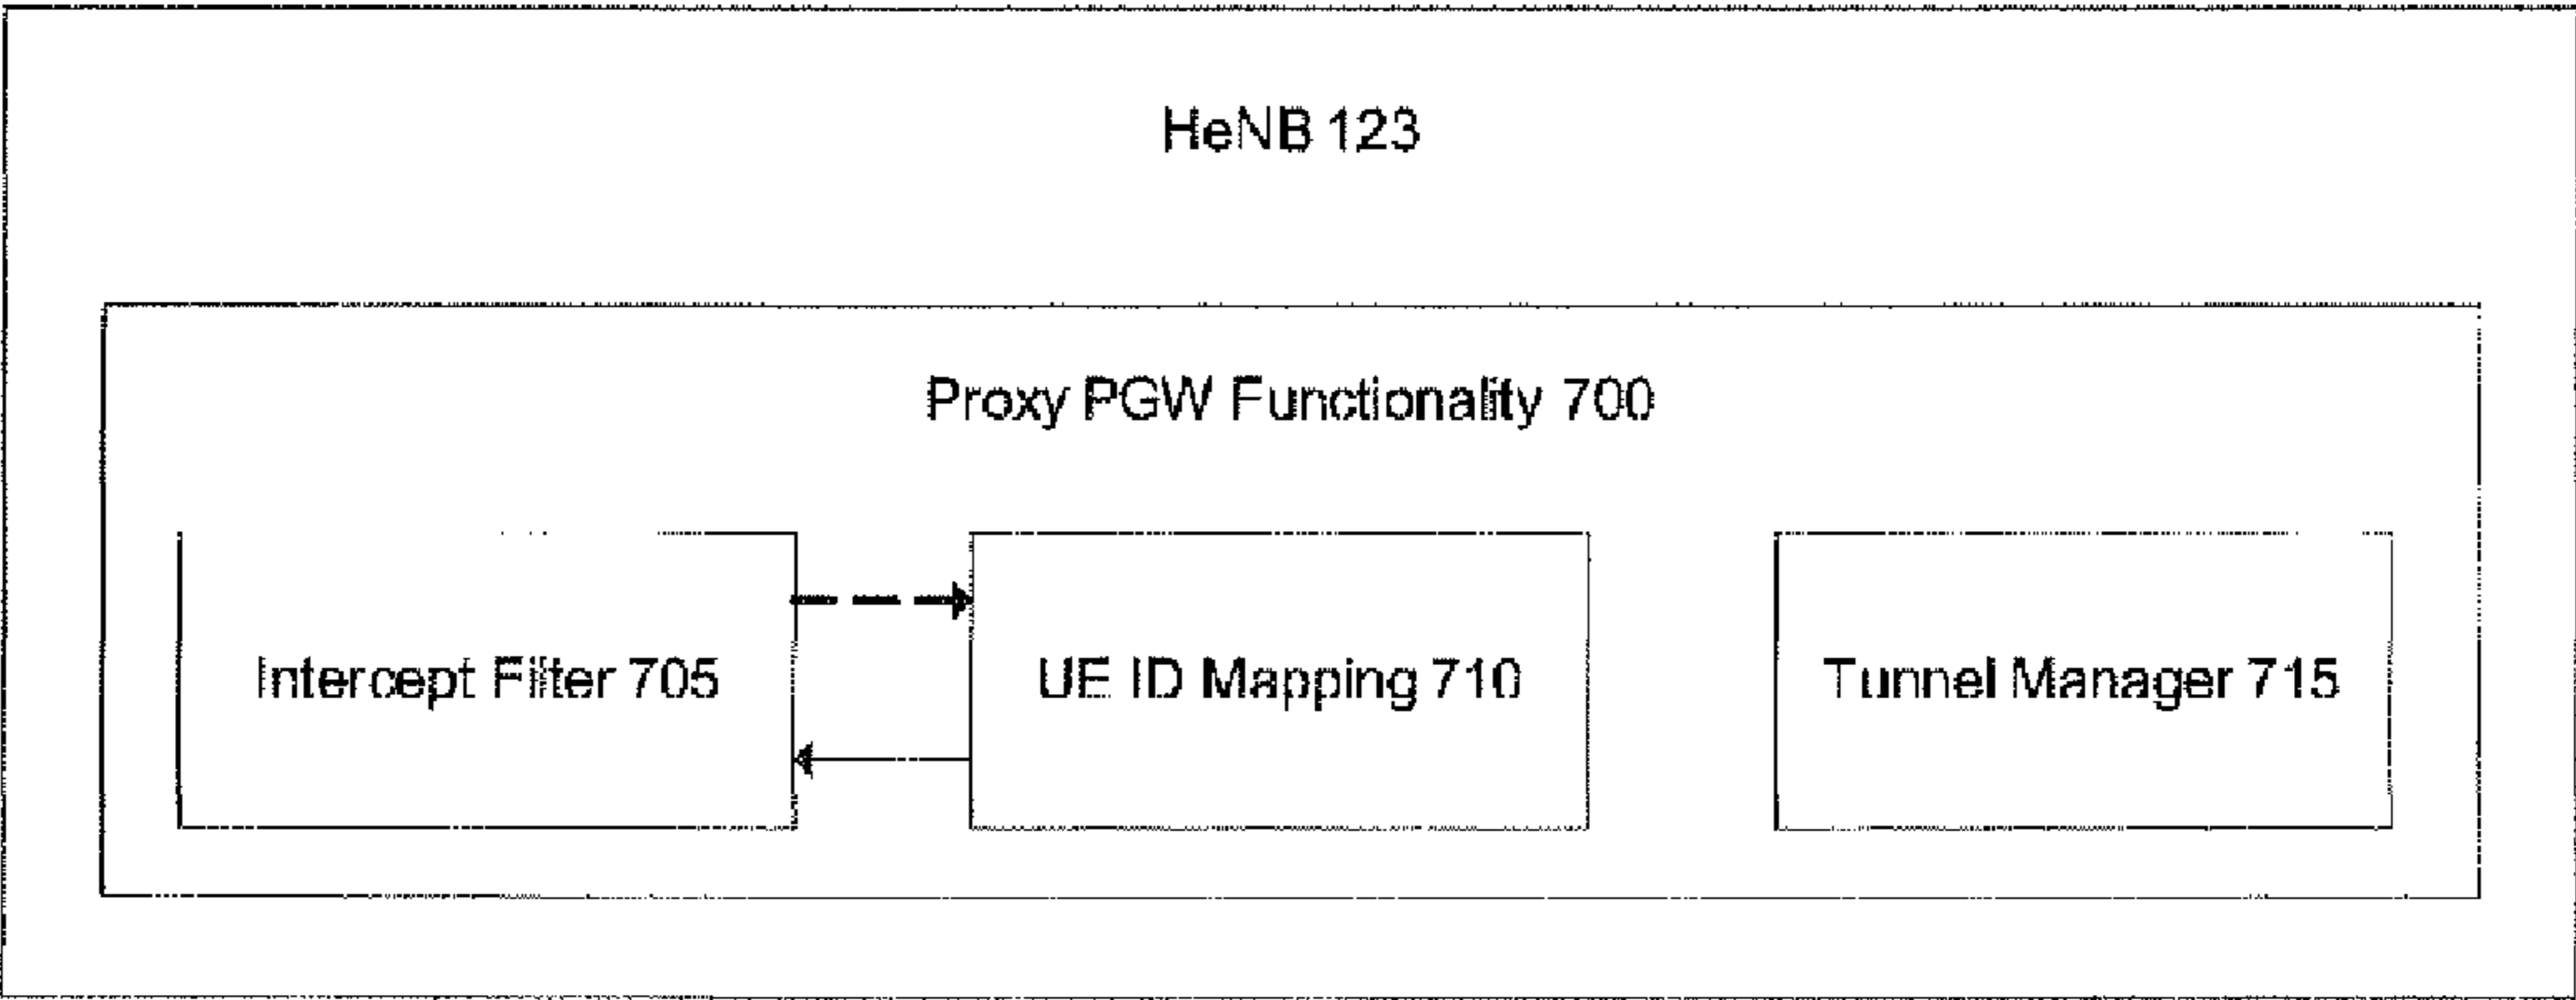 HeNB 123
Proxy PGW Functionality 700
Intercept Filter 705
UE ID Mapping 710
Tunnel Manager 715